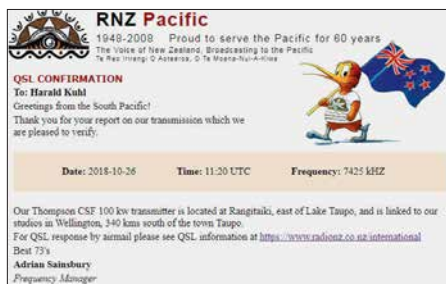 RNZ Pacific
1948-2008 Proud to serve the Pacific for 60 years
The Voice of New Zealand, Broadcasting to the Pacific
Te Reo Irirangi O Aotearoa, O Te Moana-Nui-A-Kiwa
QSL CONFIRMATION
To: Harald Kuhl
Greetings from the South Pacific!
Thank you for your report on our transmission which we
are pleased to verify.
Date: 2018-10-26 Time: 11:20 UTC Frequency: 7425 kHZ
Our Thompson CSF 100 kw transmitter is located at Rangitaiki, east of Lake Taupo, and is linked to our
studios in Wellington, 340 kms south of the town Taupo.
For QSL response by airmail please see QSL information at https://www.radionz.co.nz/international
Best 73's
Adrian Sainsbury
Frequency Manager